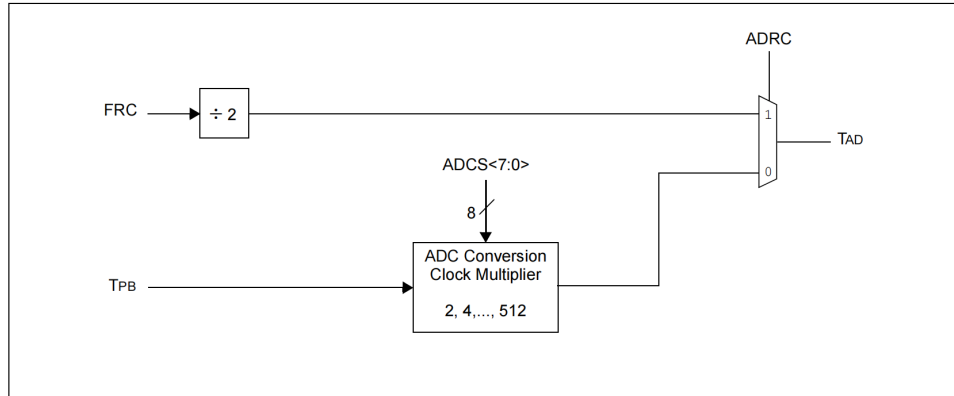 ADRC
FRC
÷ 2
1
TAD
ADCS<7:0>
0
8
ADC Conversion
Clock Multiplier
TPB
2, 4,..., 512